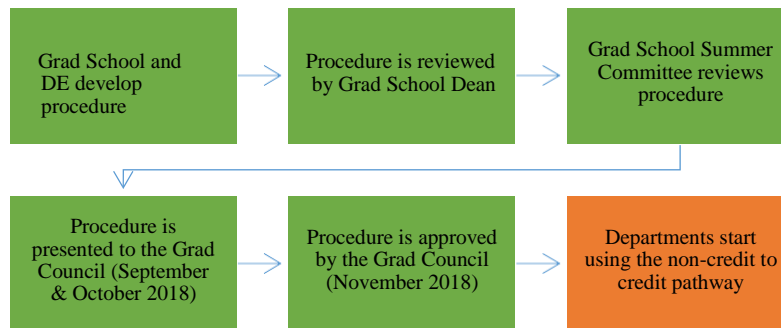 Grad School and
DE develop
procedure
Procedure is reviewed
by Grad School Dean
Grad School Summer
Committee reviews
procedure
Procedure is
presented to the Grad
Council (September
& October 2018)
Procedure is approved
by the Grad Council
(November 2018)
Departments start
using the non-credit to
credit pathway